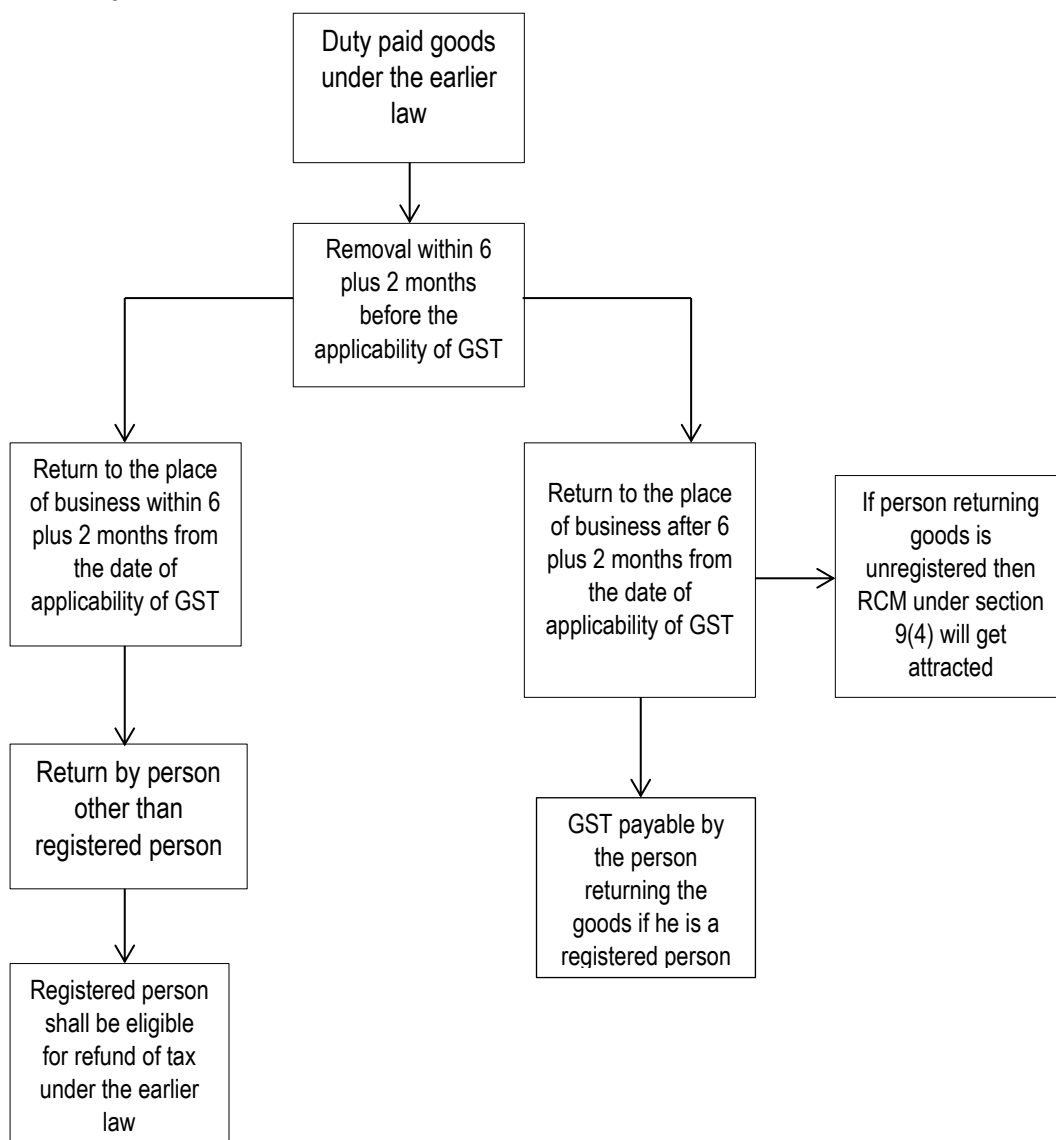 Duty paid goods
under the earlier
law
Removal within 6
plus 2 months
before the
applicability of GST
Return to the place
of business within 6
plus 2 months from
the date of
applicability of GST
Return to the place
of business after 6
plus 2 months from
the date of
applicability of GST
If person returning
goods is
unregistered then
RCM under section
9(4) will get
attracted
Return by person
other than
registered person
GST payable by
the person
returning the
goods if he is a
registered person
Registered person
shall be eligible
for refund of tax
under the earlier
law